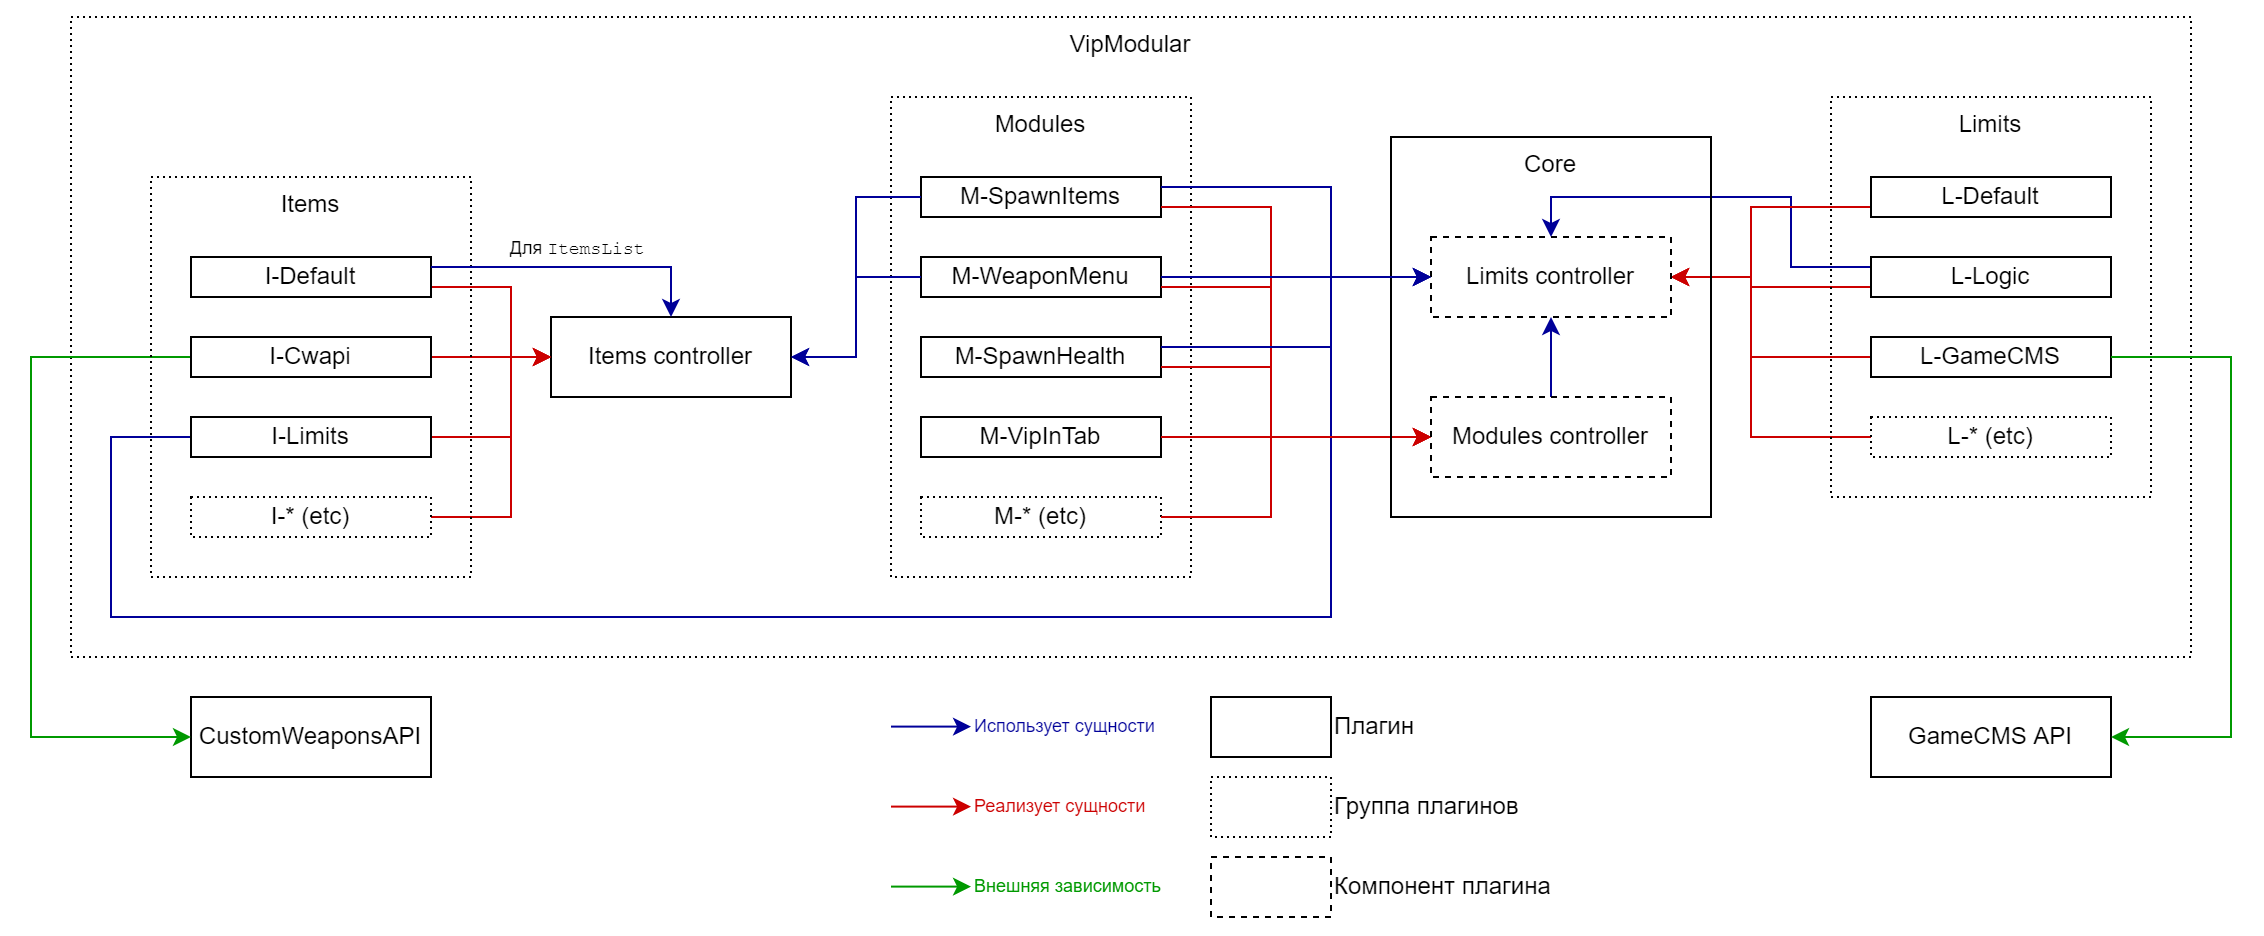 VipModular
Items
I-Default
I-Cwapi
I-Limits
I-* (etc)
Для ItemsList
Items controller
Modules
M-SpawnItems
M-WeaponMenu
M-SpawnHealth
M-VipInTab
M-* (etc)
Core
Limits controller
Modules controller
Limits
L-Default
L-Logic
L-GameCMS
L-* (etc)
CustomWeaponsAPI
GameCMS API
Использует сущности
Реализует сущности
Внешняя зависимость
Плагин
Группа плагинов
Компонент плагина